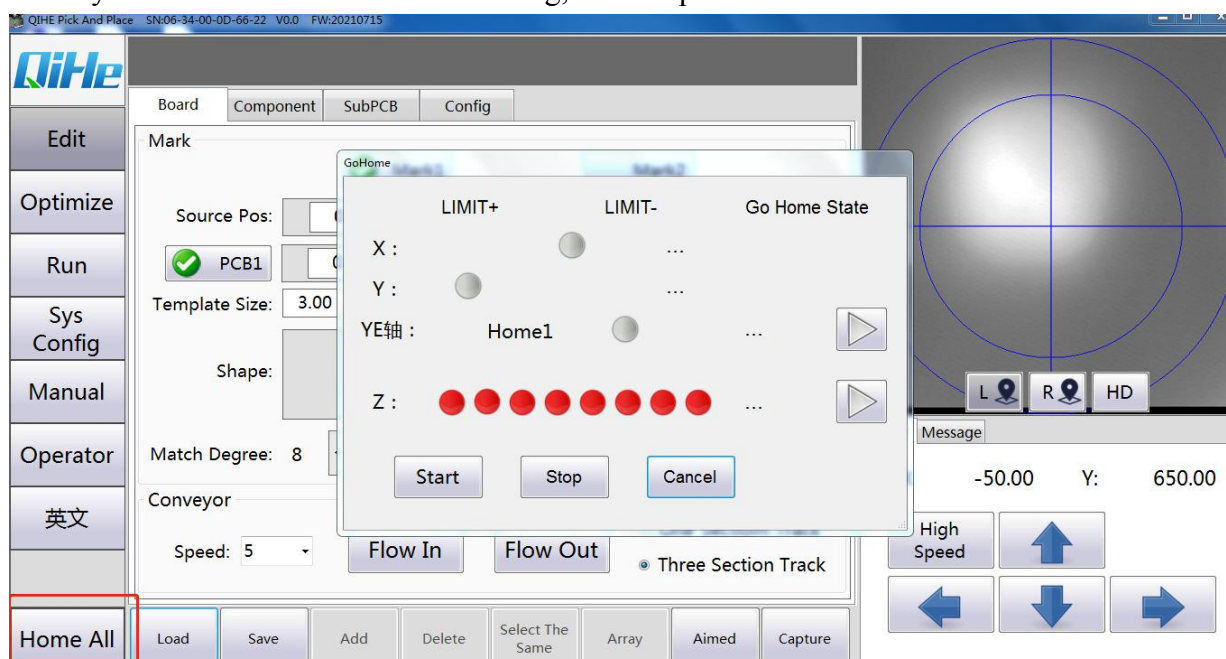 QIHE Pick And Place SN:06-34-00-0D-66-22 V0.0 FW:20210715
QiHe
Edit
Optimize
Run
Sys
Config
Manual
Operator
英文
Home All
Board Component SubPCB Config
Mark
Mark1 Mark2
Source Pos:
PCB1
Template Size: 3.00
Shape:
Match Degree: 8
Conveyor
Speed: 5 Flow In Flow Out
Three Section Track
GoHome
LIMIT+ LIMIT- Go Home State
X : ...
Y : ...
YE轴 : Home1 ...
Z : ...
Start Stop Cancel
L R HD
Message
-50.00 Y: 650.00
High
Speed
Load Save Add Delete Select The
Same Array Aimed Capture